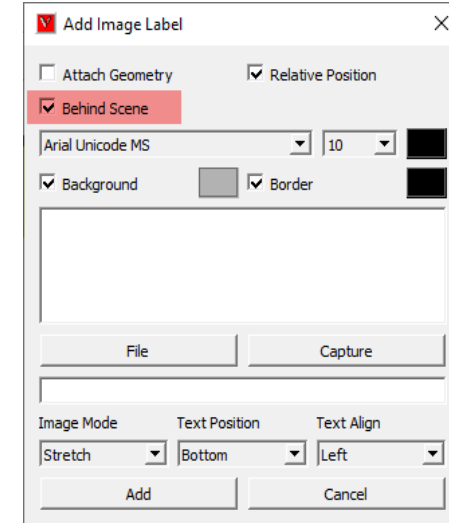 Add Image Label
Attach Geometry Relative Position
Behind Scene
Arial Unicode MS 10
Background Border
File Capture
Image Mode Text Position Text Align
Stretch Bottom Left
Add Cancel